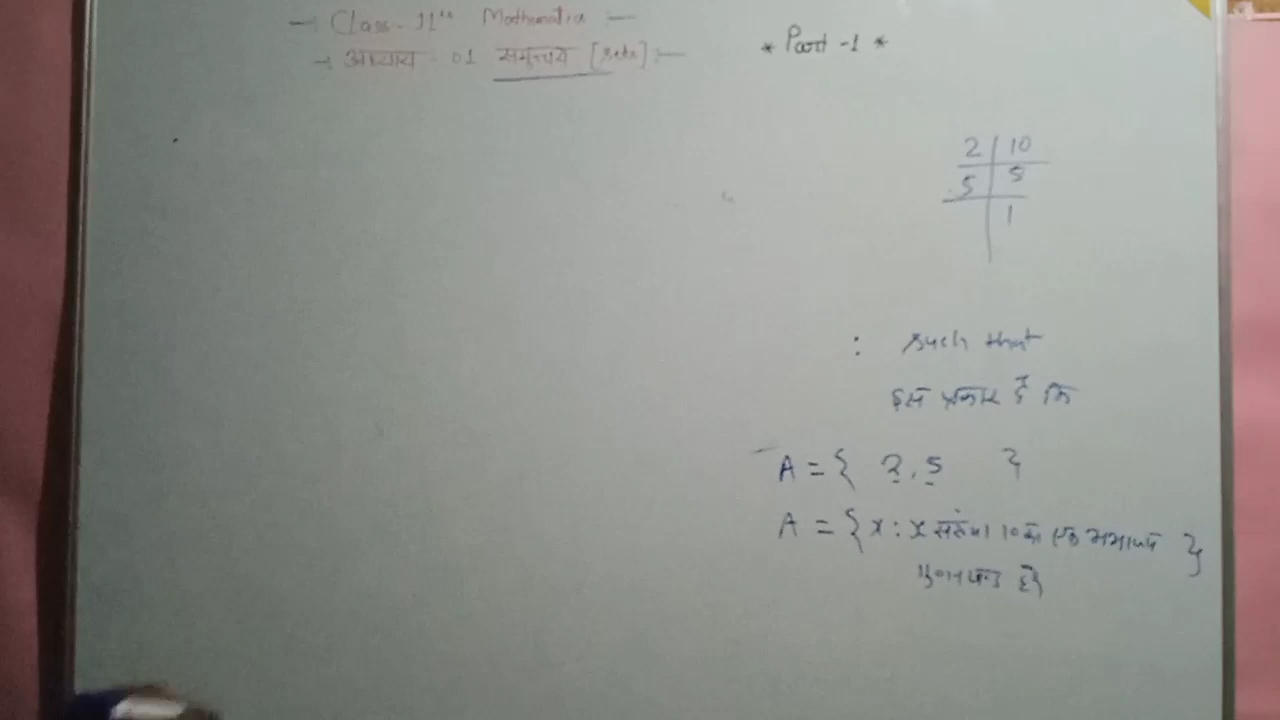 → Class - 11th Mathematics —
→ अध्याय - 01 समुच्चय [Sets] :—
* Part -1 *
2 | 10
5 | 5
1
: such that
इस प्रकार है कि
A = { 2, 5 }
A = { x : x संख्या 10 का एक अभाज्य }
गुणनखण्ड है